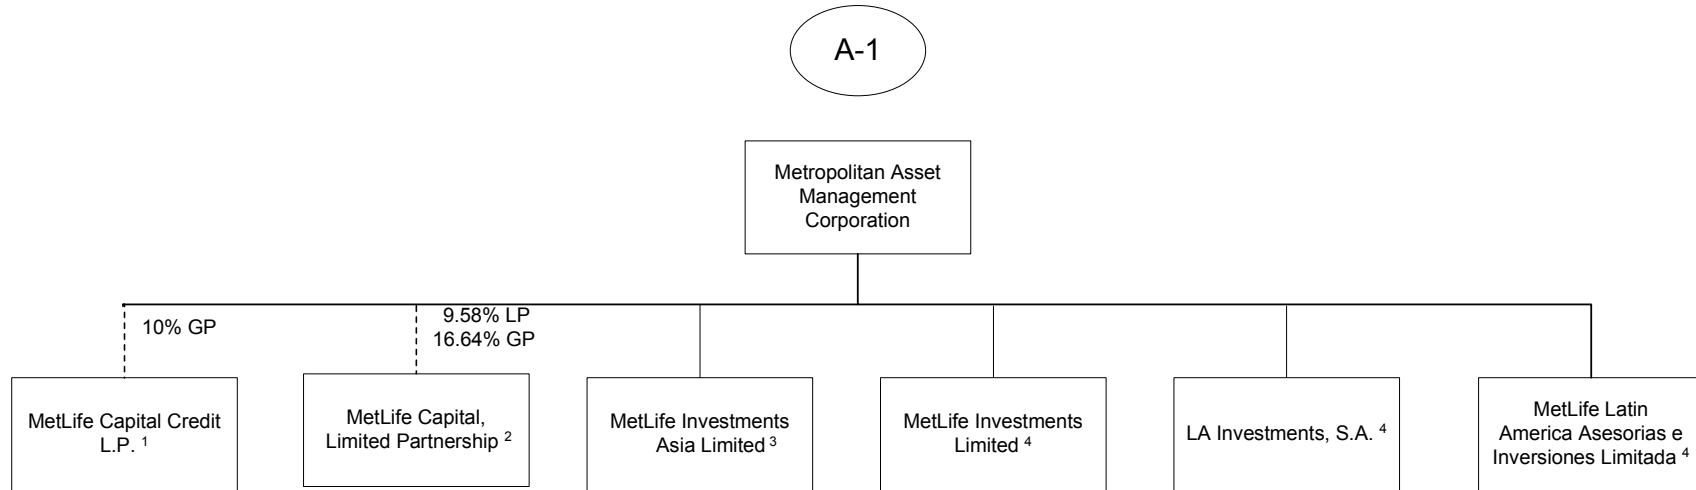 A-1
Metropolitan Asset
Management
Corporation
10% GP
9.58% LP
16.64% GP
MetLife Capital Credit
L.P. 1
MetLife Capital,
Limited Partnership 2
MetLife Investments
Asia Limited 3
MetLife Investments
Limited 4
LA Investments, S.A. 4
MetLife Latin
America Asesorias e
Inversiones Limitada 4